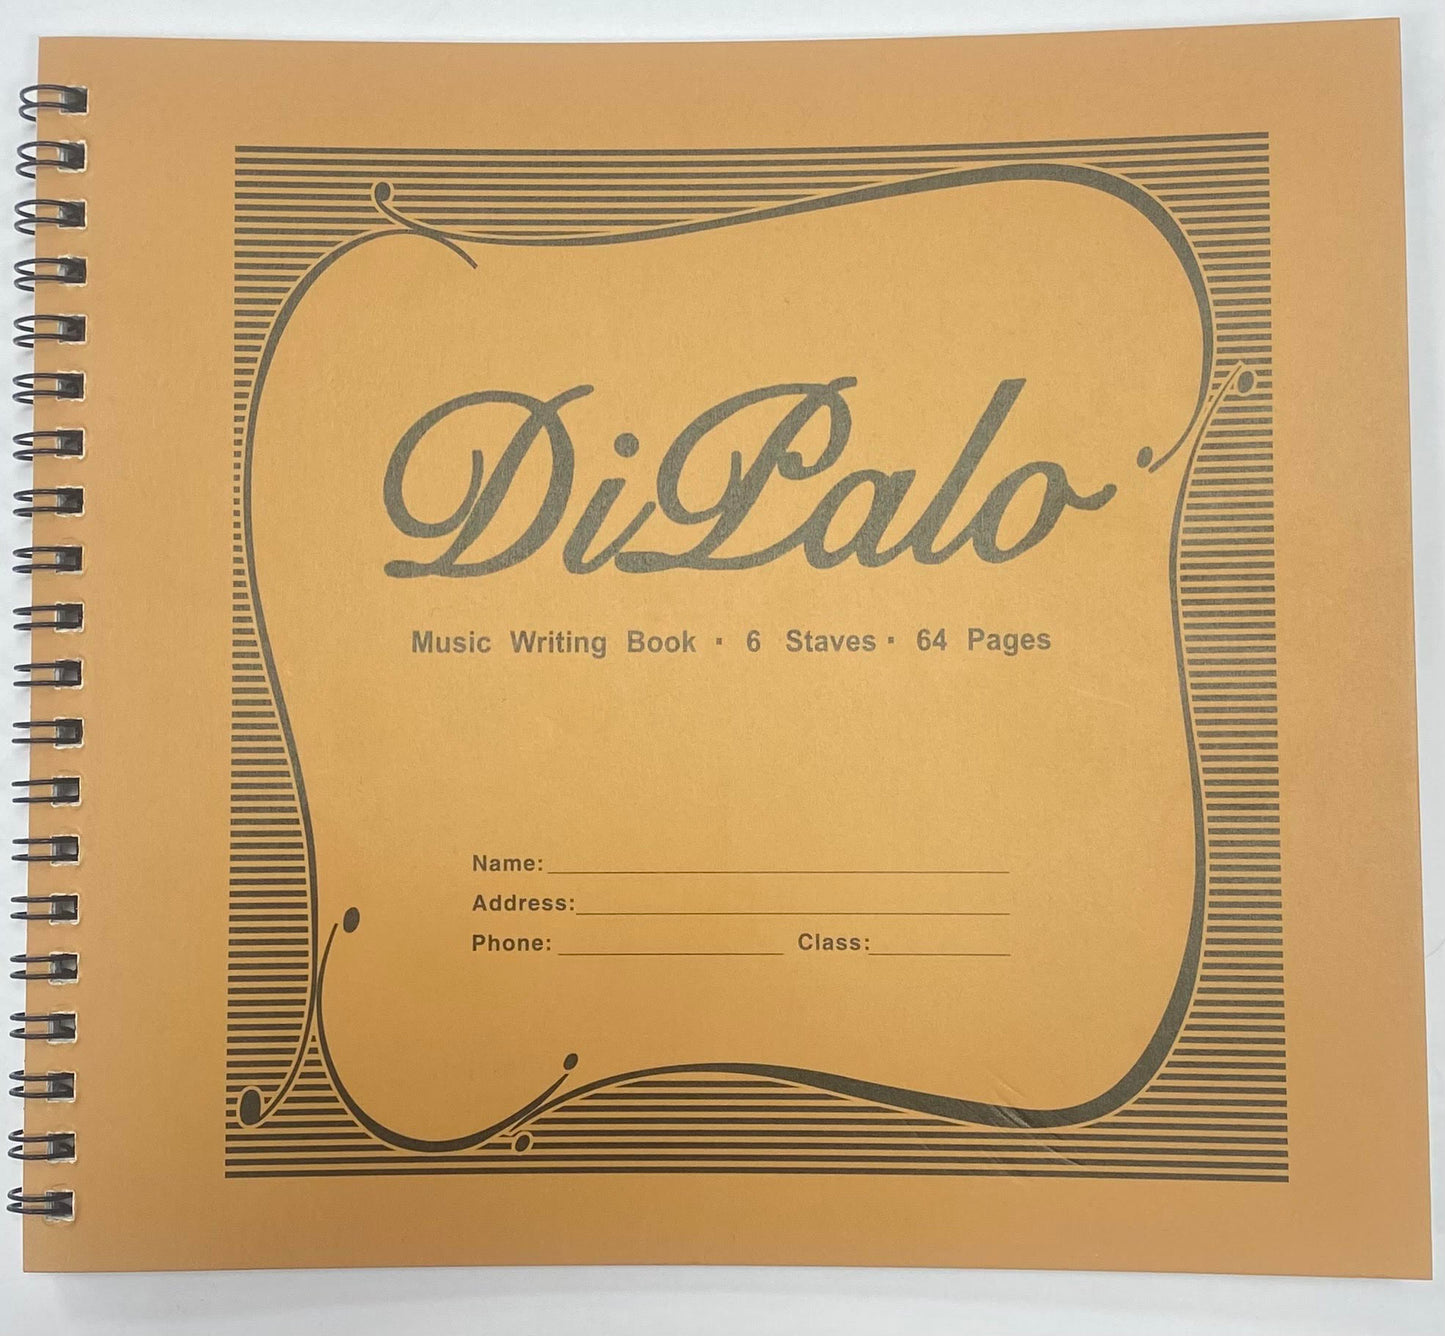 DiPalo
Music Writing Book · 6 Staves · 64 Pages
Name:
Address:
Phone: Class: